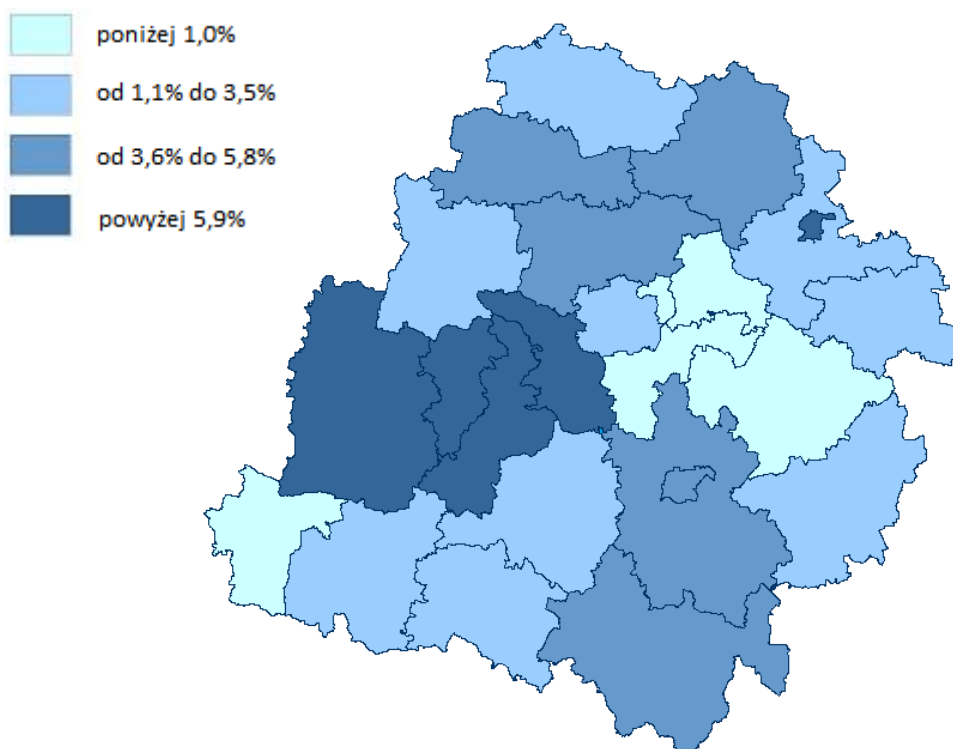 poniżej 1,0%
od 1,1% do 3,5%
od 3,6% do 5,8%
powyżej 5,9%